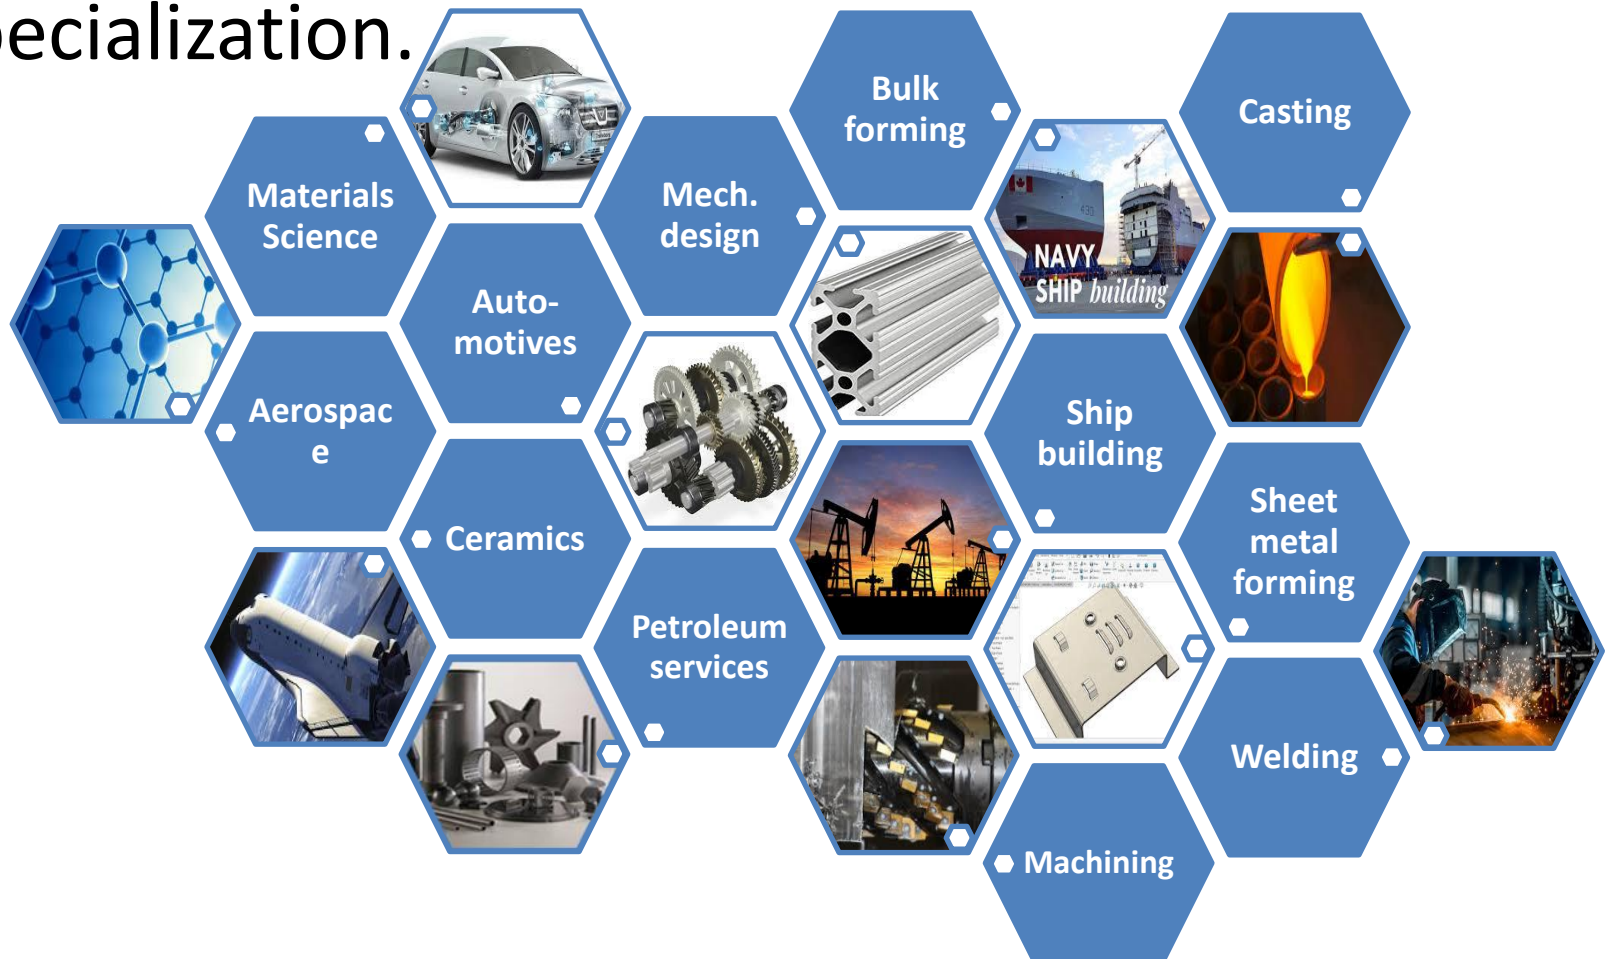 pecialization.
Bulk
forming
Casting
Materials
Science
Mech.
design
NAVY
SHIP building
Auto-
motives
Aerospac
e
Ship
building
Ceramics
Sheet
metal
forming
Petroleum
services
Welding
Machining